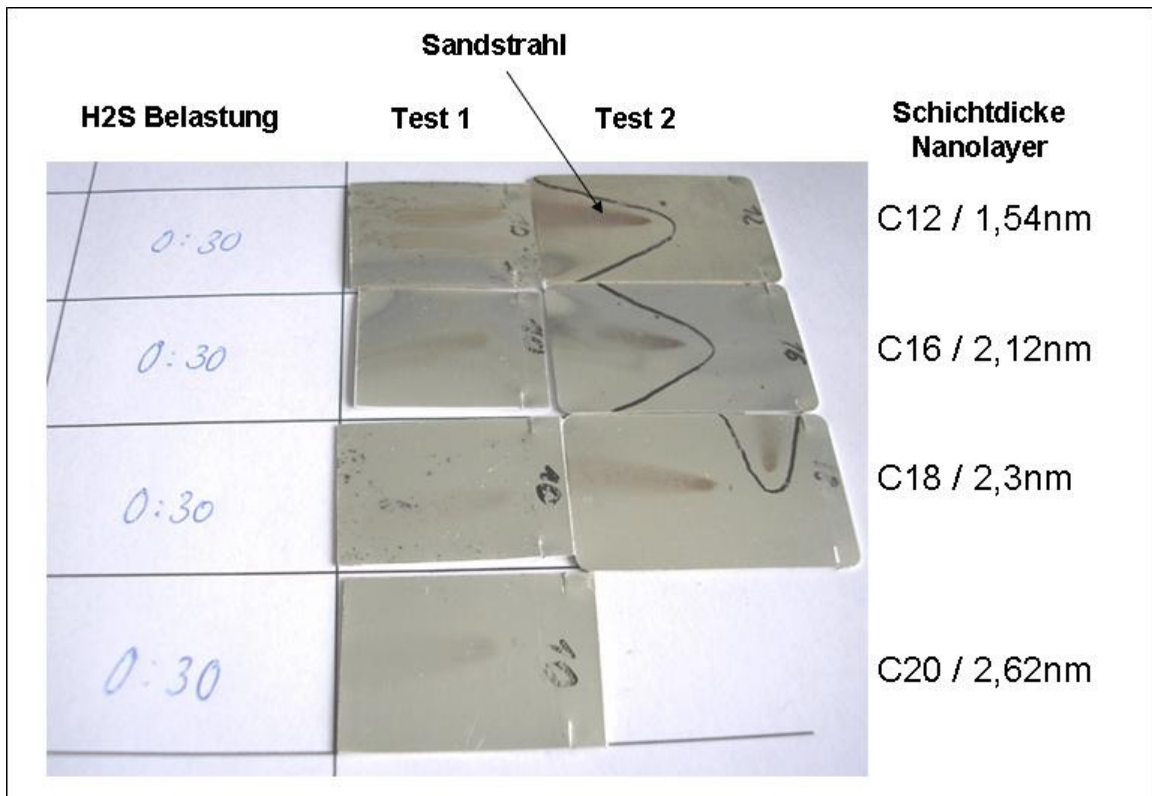 Sandstrahl
H2S Belastung
Test 1
Test 2
Schichtdicke
Nanolayer
0:30
C12 / 1,54nm
0:30
16
C16 / 2,12nm
0:30
C18 / 2,3nm
0:30
C20 / 2,62nm